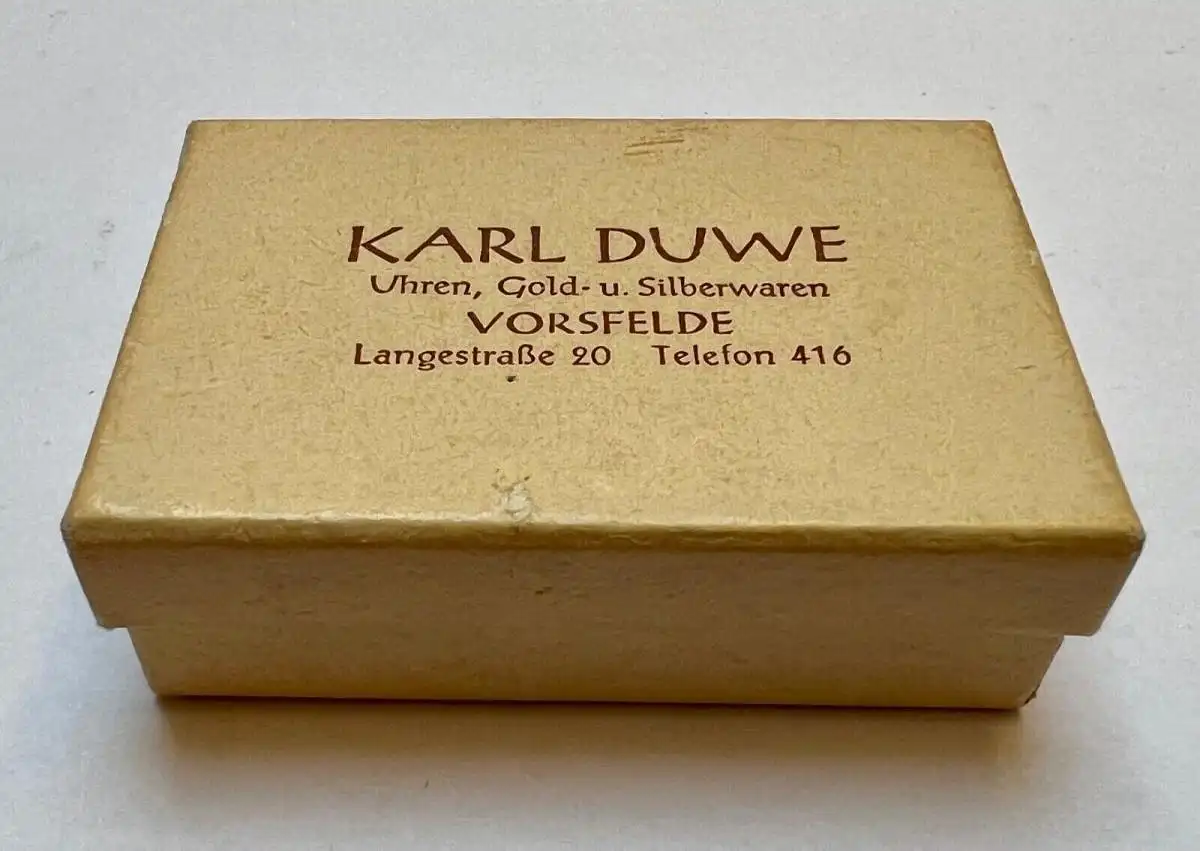 KARL DUWE
Uhren, Gold- u. Silberwaren
VORSFELDE
Langestraße 20 Telefon 416